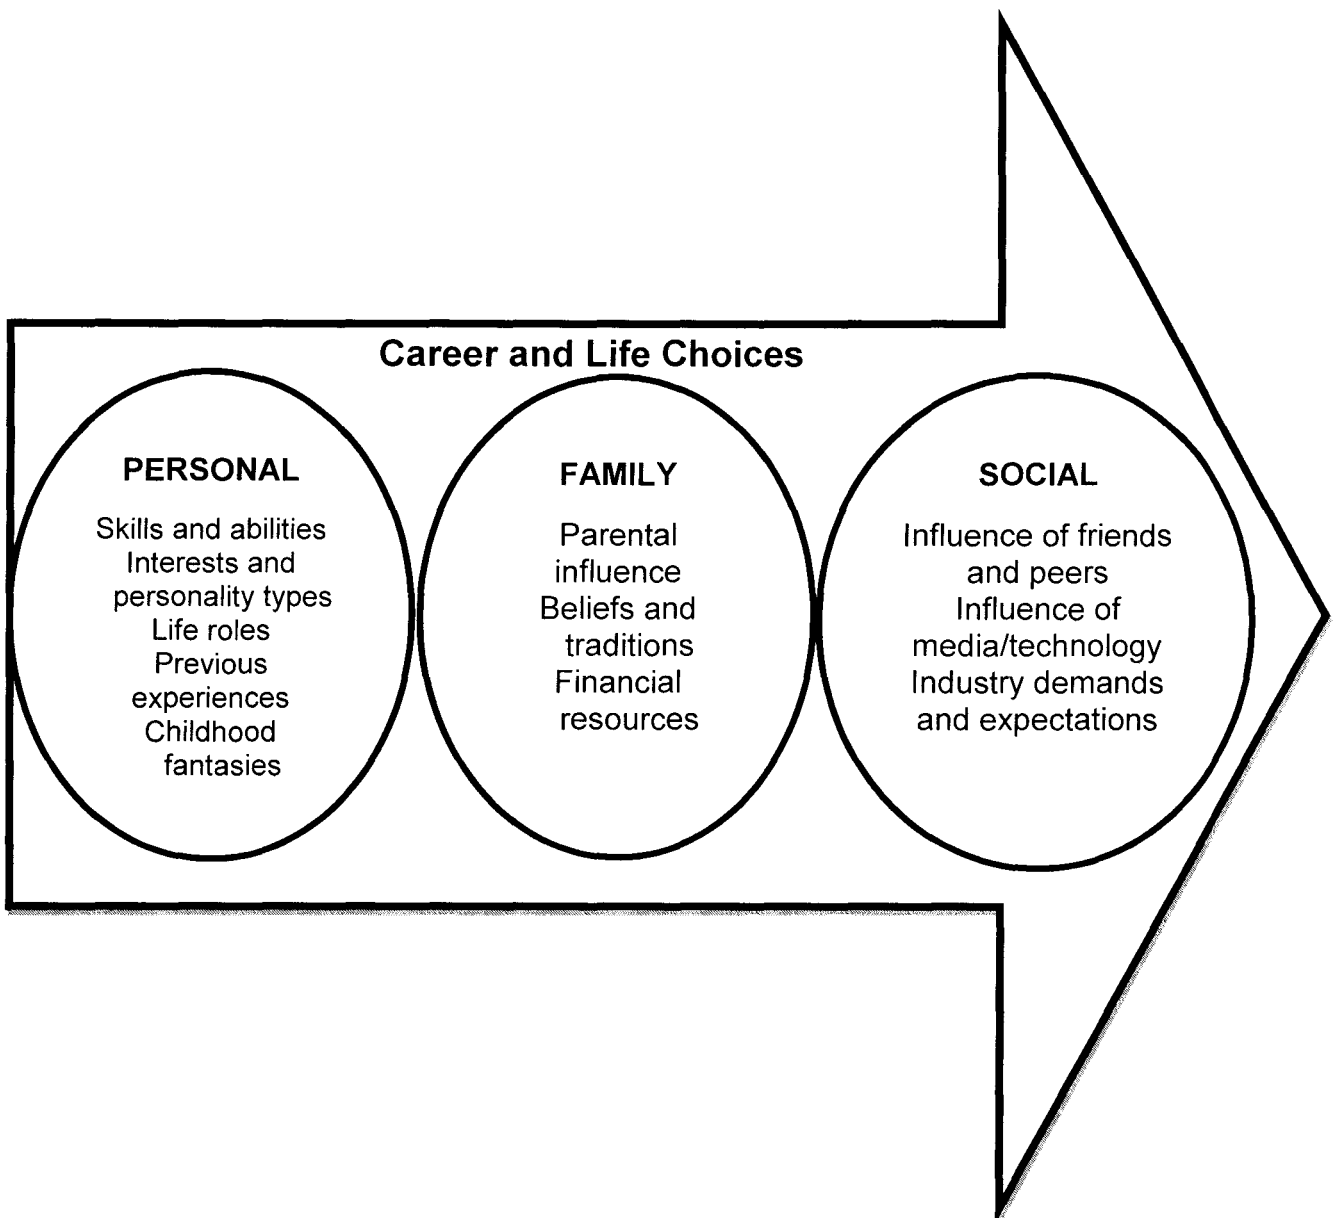 Career and Life Choices
PERSONAL
Skills and abilities
Interests and
personality types
Life roles
Previous
experiences
Childhood
fantasies
FAMILY
Parental
influence
Beliefs and
traditions
Financial
resources
SOCIAL
Influence of friends
and peers
Influence of
media/technology
Industry demands
and expectations